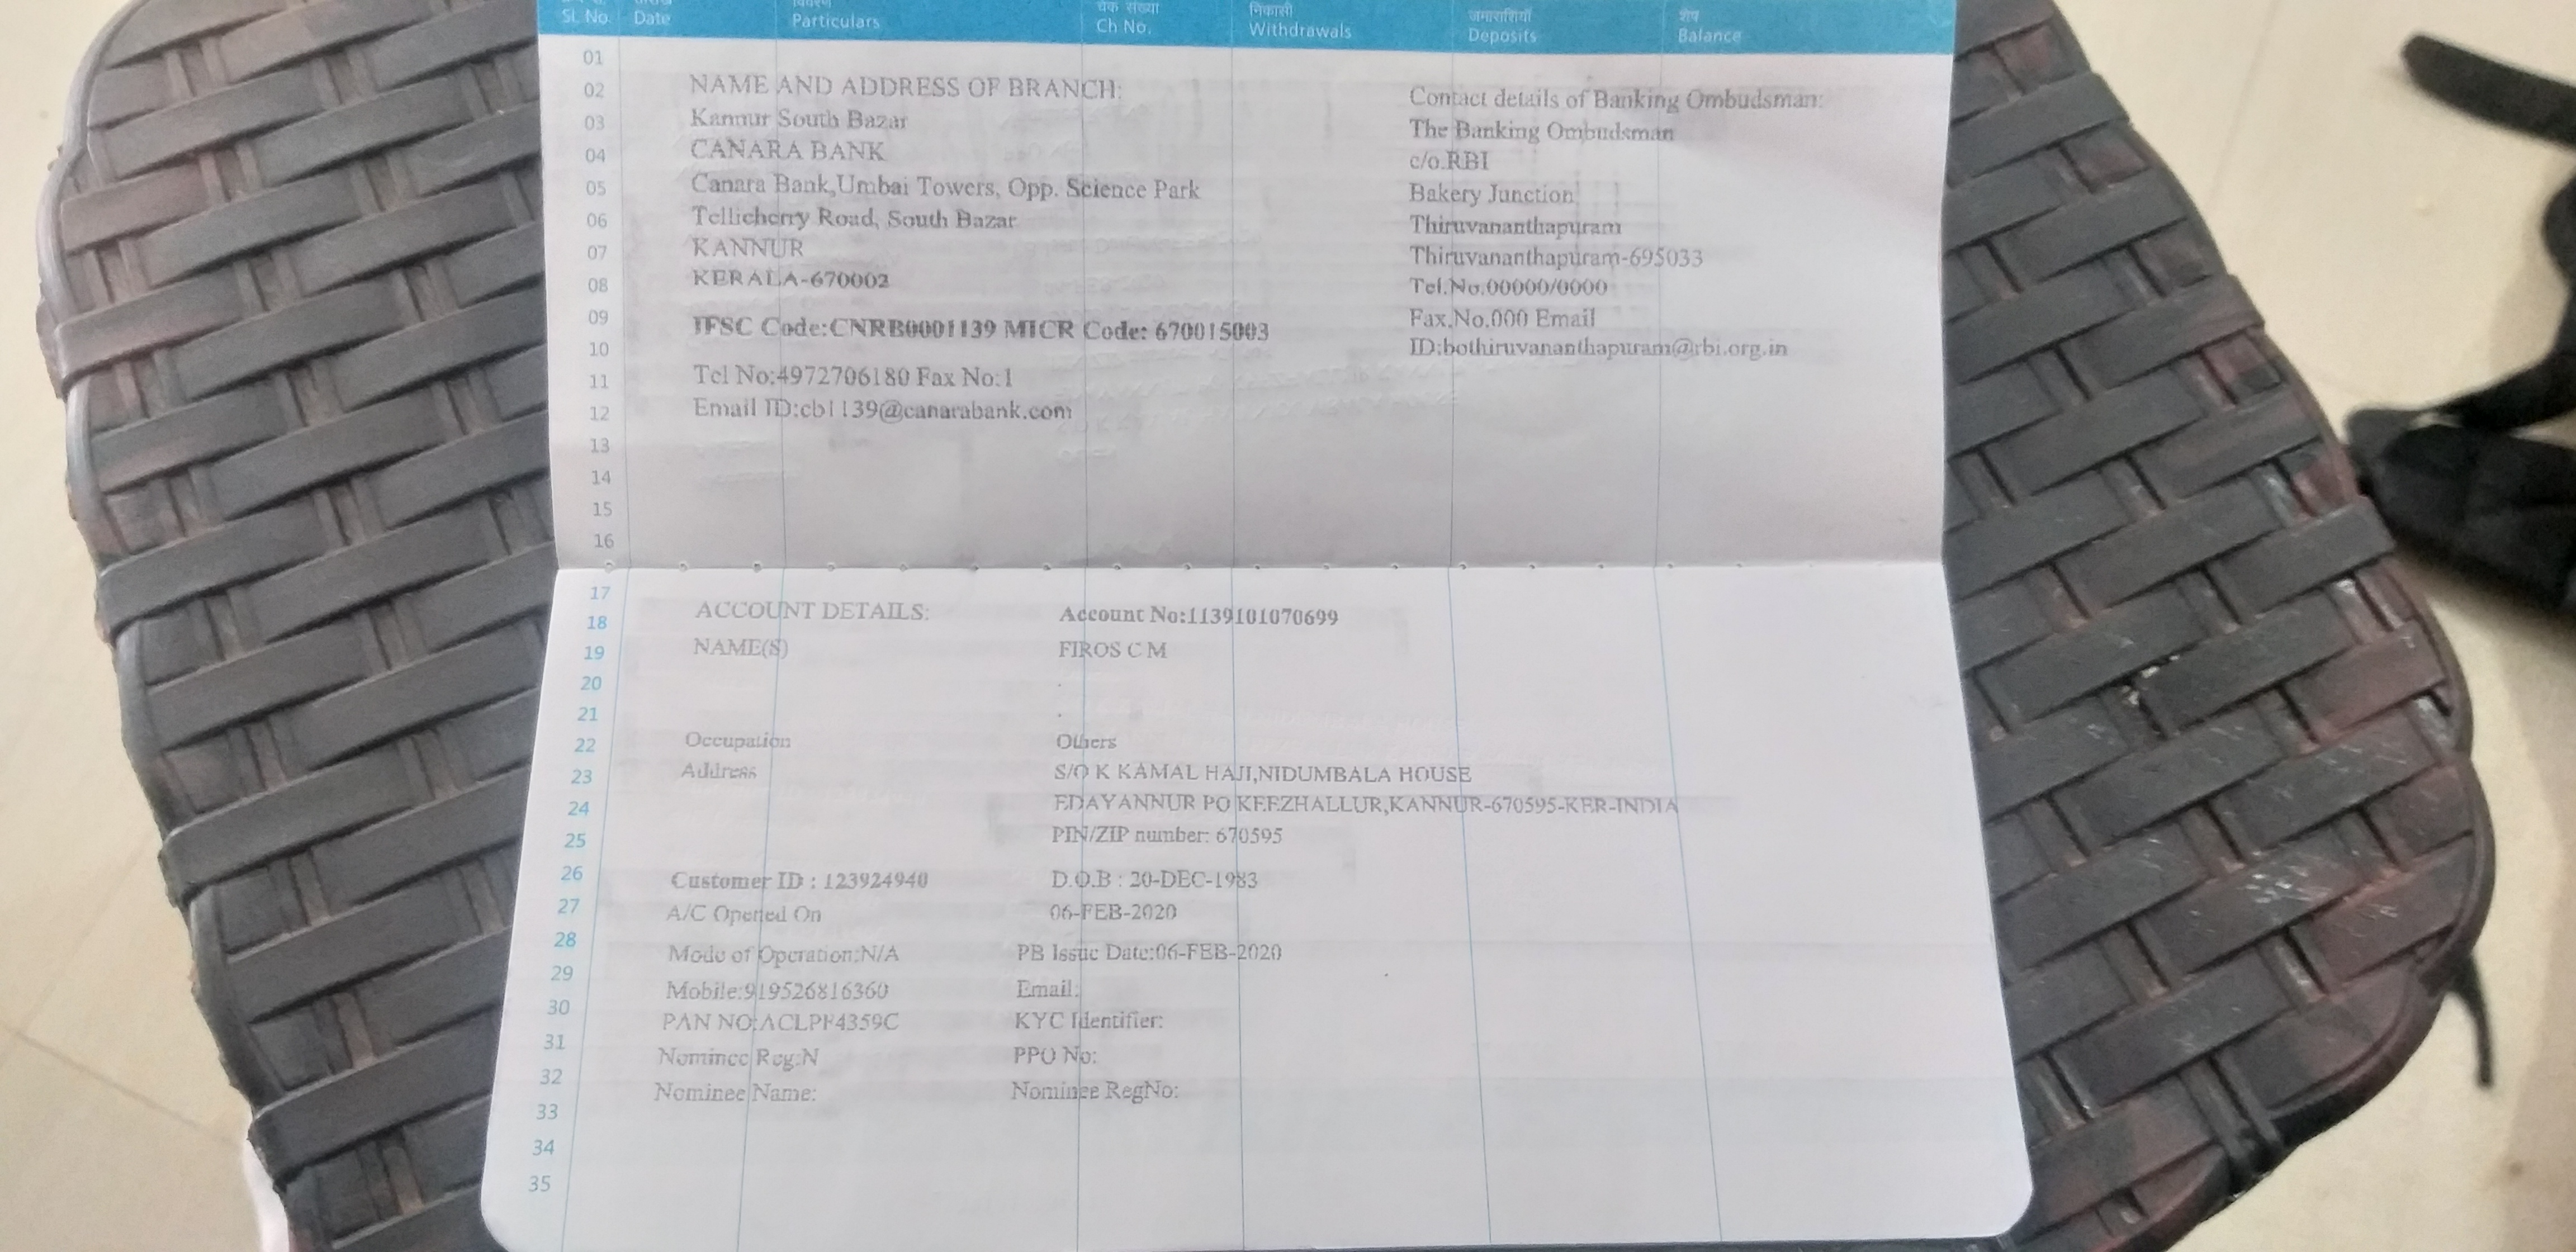 Sl. No. Date Particulars Ch No. Withdrawals Deposits Balance
चेक संख्या निकासी जमाराशियाँ शेष
01
02 NAME AND ADDRESS OF BRANCH:
03 Kannur South Bazar
04 CANARA BANK
05 Canara Bank,Umbai Towers, Opp. Science Park
06 Tellicherry Road, South Bazar
07 KANNUR
08 KERALA-670002
09 IFSC Code:CNRB0001139 MICR Code: 670015003
10
11 Tel No:4972706180 Fax No:1
12 Email ID:cb1139@canarabank.com
13
14
15
16
Contact details of Banking Ombudsman:
The Banking Ombudsman
c/o.RBI
Bakery Junction
Thiruvananthapuram
Thiruvananthapuram-695033
Tel.No.00000/0000
Fax.No.000 Email
ID:bothiruvananthapuram@rbi.org.in
17
18 ACCOUNT DETAILS: Account No:1139101070699
19 NAME(S) FIROS C M
20 .
21 .
22 Occupation Others
23 Address S/O K KAMAL HAJI,NIDUMBALA HOUSE
24 EDAYANNUR PO KEEZHALLUR,KANNUR-670595-KER-INDIA
25 PIN/ZIP number: 670595
26 Customer ID : 123924940 D.O.B : 20-DEC-1983
27 A/C Opened On 06-FEB-2020
28 Mode of Operation:N/A PB Issue Date:06-FEB-2020
29 Mobile:919526816360 Email:
30 PAN NO:ACLPF4359C KYC Identifier:
31 Nominee Reg:N PPO No:
32 Nominee Name: Nominee RegNo:
33
34
35